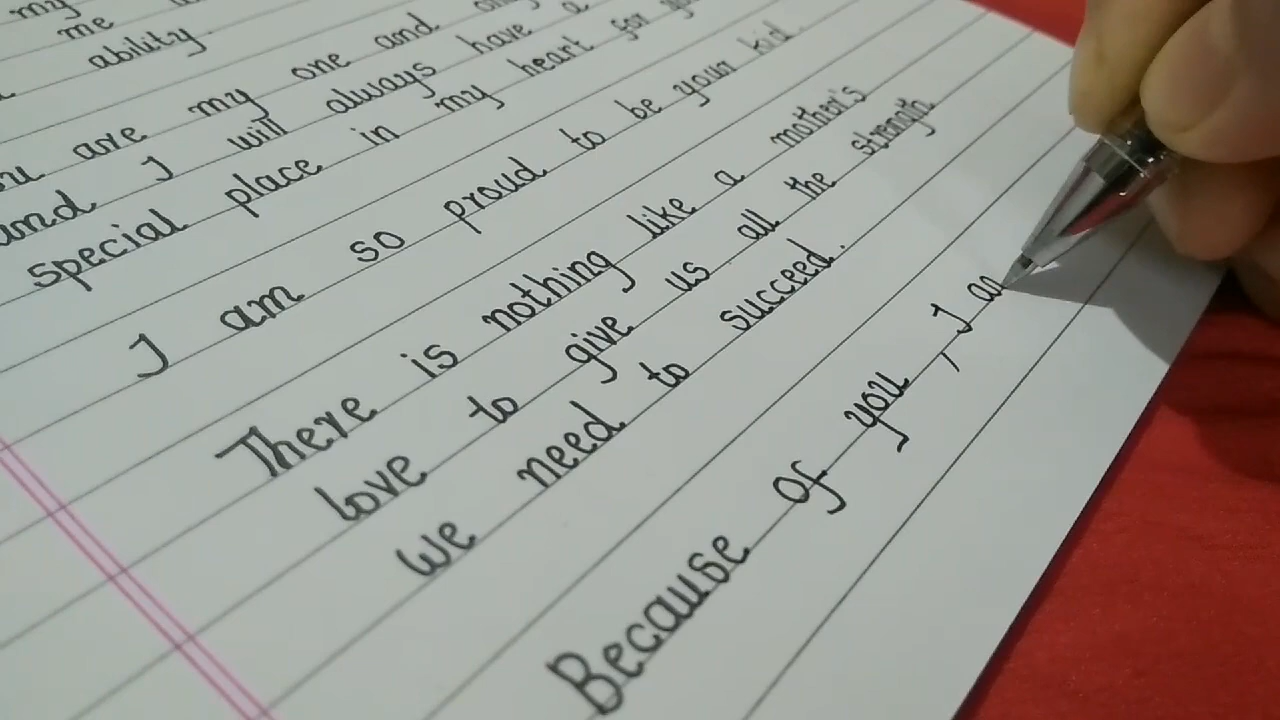 my
me
ability.
are my one and
and I will always have a
special place in my heart for
I am so proud to be your kid.
There is nothing like a mother's
love to give us all the strength
we need to succeed.
Because of you, I